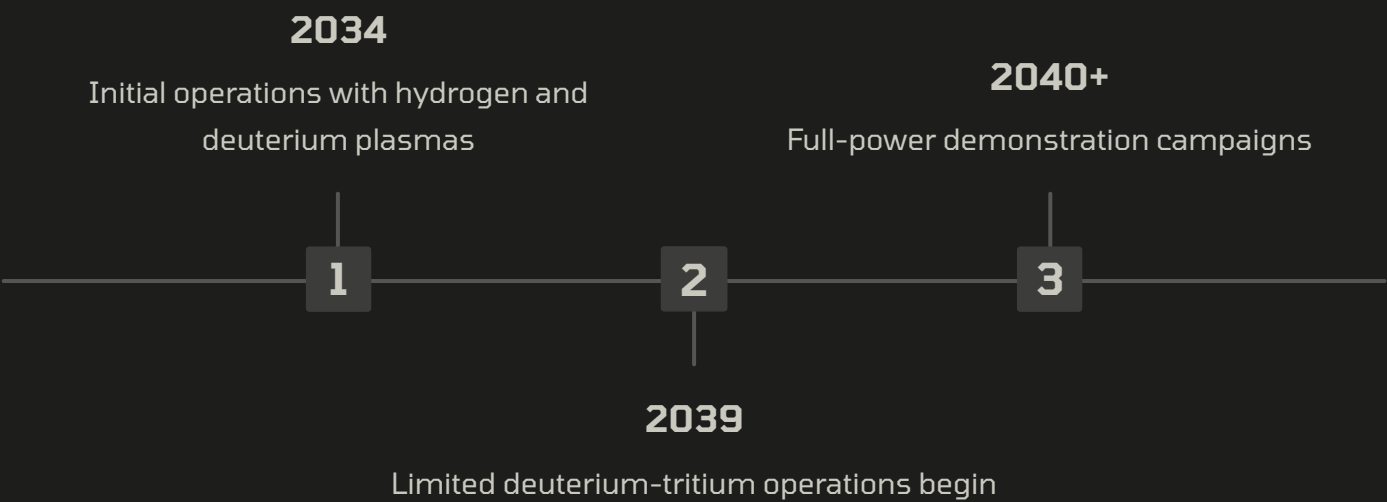 2034
Initial operations with hydrogen and
deuterium plasmas
2040+
Full-power demonstration campaigns
1
2
3
2039
Limited deuterium-tritium operations begin